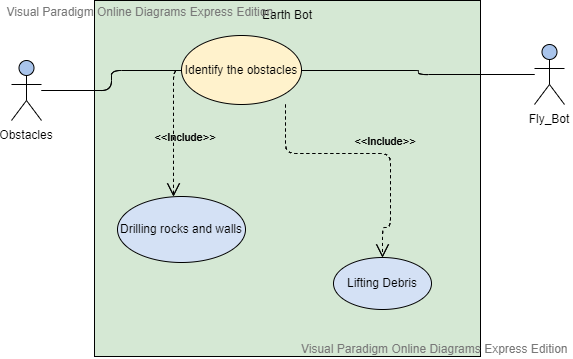 Visual Paradigm Online Diagrams Express Edition
Earth Bot
Identify the obstacles
Obstacles
Fly_Bot
<<Include>>
<<Include>>
Drilling rocks and walls
Lifting Debris
Visual Paradigm Online Diagrams Express Edition